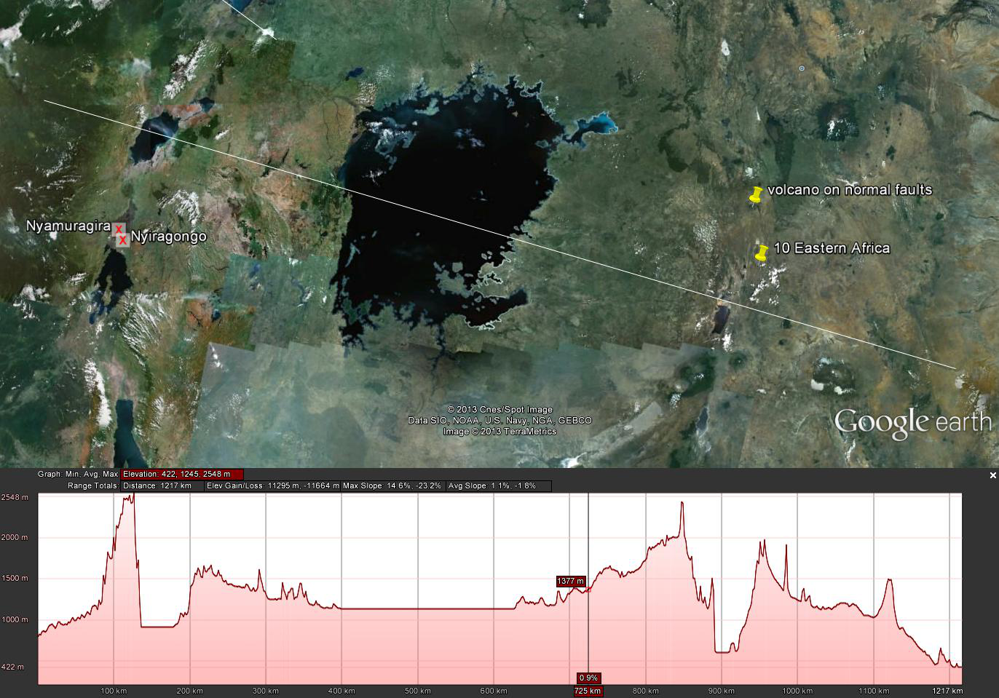 volcano on normal faults
Nyamuragira
Nyiragongo
10 Eastern Africa
© 2013 Cnes/Spot Image
Data SIO, NOAA, U.S. Navy, NGA, GEBCO
Image © 2013 TerraMetrics
Google earth
Graph: Min, Avg, Max Elevation: 422, 1245, 2548 m
Range Totals: Distance: 1217 km Elev Gain/Loss: 11295 m, -11664 m Max Slope: 14.6%, -23.2% Avg Slope: 1.1%, -1.8%
2548 m
2000 m
1500 m
1377 m
1000 m
422 m
0.9%
100 km 200 km 300 km 400 km 500 km 600 km 725 km 800 km 900 km 1000 km 1100 km 1217 km